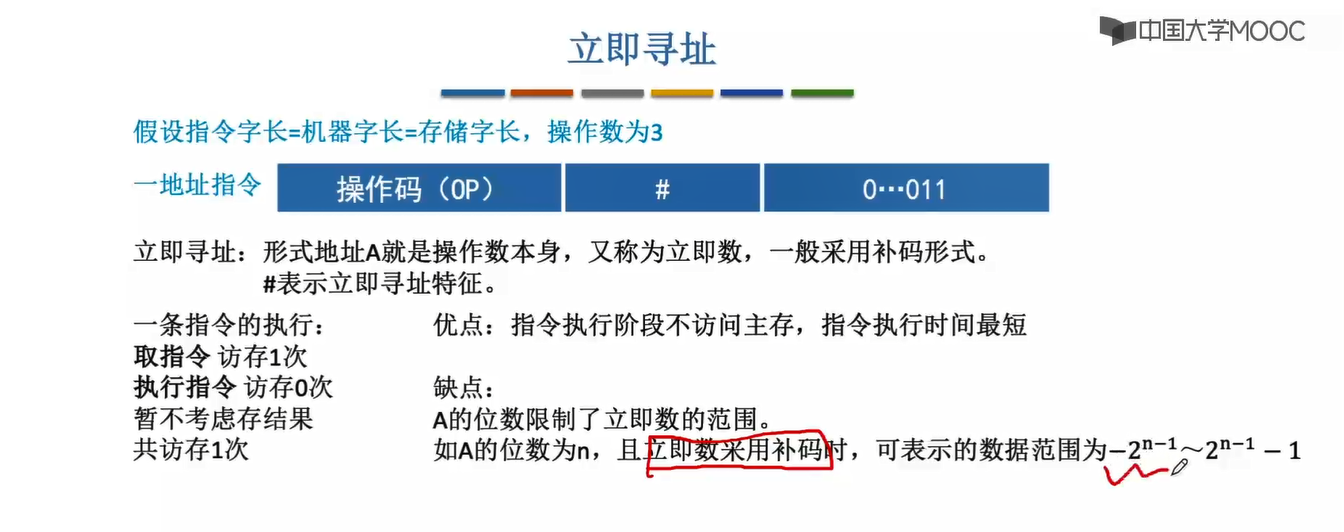 中国大学MOOC
立即寻址
假设指令字长=机器字长=存储字长，操作数为3
一地址指令 操作码（OP） # 0···011
立即寻址：形式地址A就是操作数本身，又称为立即数，一般采用补码形式。
#表示立即寻址特征。
一条指令的执行： 优点：指令执行阶段不访问主存，指令执行时间最短
取指令 访存1次
执行指令 访存0次 缺点：
暂不考虑存结果 A的位数限制了立即数的范围。
共访存1次 如A的位数为n，且立即数采用补码时，可表示的数据范围为−2ⁿ⁻¹～2ⁿ⁻¹ − 1